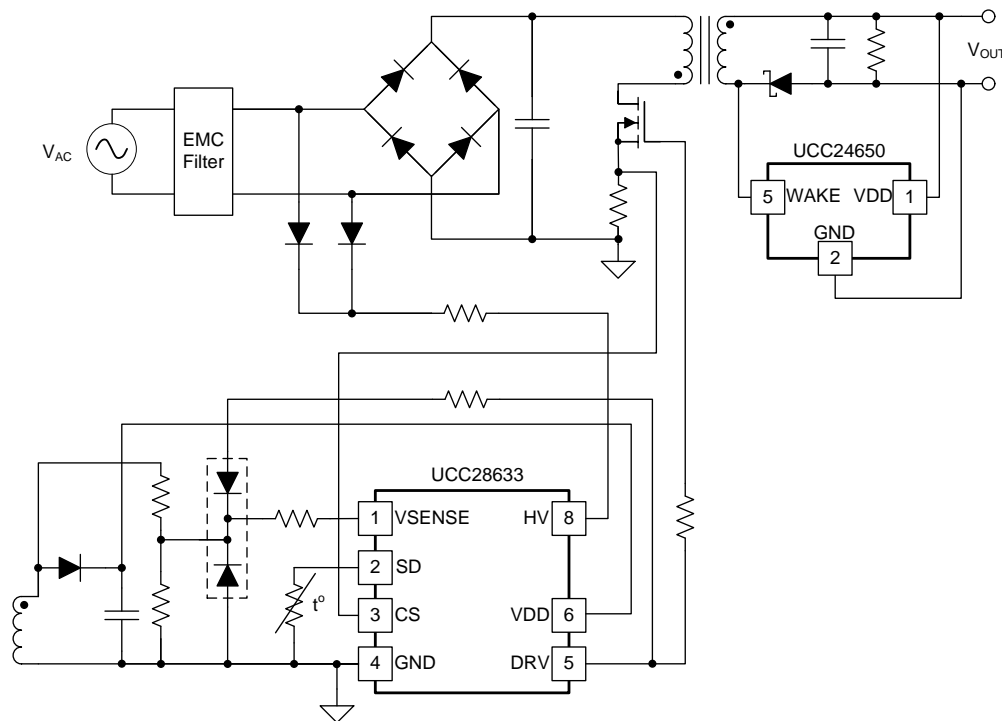 V_OUT
EMC
Filter
V_AC
UCC24650
5 WAKE VDD 1
GND
2
UCC28633
1 VSENSE HV 8
2 SD
t°
3 CS VDD 6
4 GND DRV 5